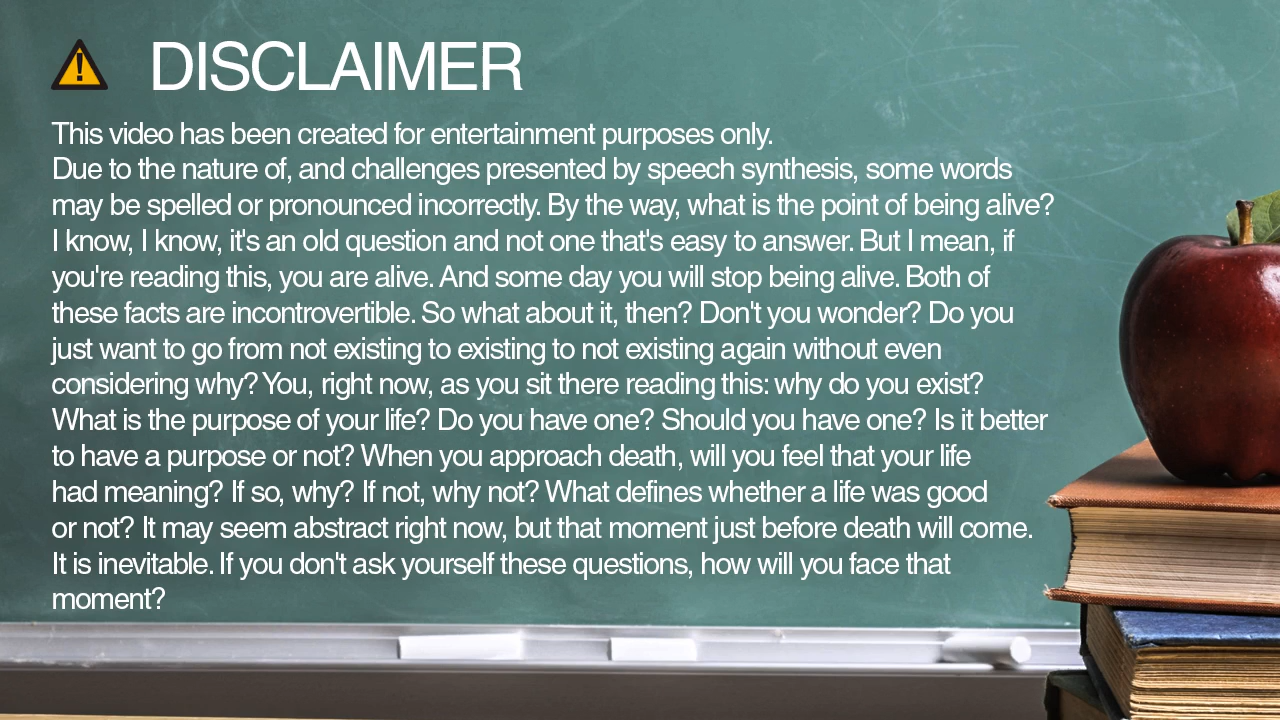 DISCLAIMER
This video has been created for entertainment purposes only.
Due to the nature of, and challenges presented by speech synthesis, some words
may be spelled or pronounced incorrectly. By the way, what is the point of being alive?
I know, I know, it's an old question and not one that's easy to answer. But I mean, if
you're reading this, you are alive. And some day you will stop being alive. Both of
these facts are incontrovertible. So what about it, then? Don't you wonder? Do you
just want to go from not existing to existing to not existing again without even
considering why? You, right now, as you sit there reading this: why do you exist?
What is the purpose of your life? Do you have one? Should you have one? Is it better
to have a purpose or not? When you approach death, will you feel that your life
had meaning? If so, why? If not, why not? What defines whether a life was good
or not? It may seem abstract right now, but that moment just before death will come.
It is inevitable. If you don't ask yourself these questions, how will you face that
moment?